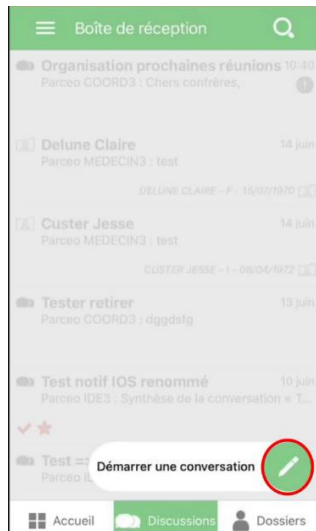 Boîte de réception
Organisation prochaines réunions 10:40
Parceo COORD3 : Chers confrères,
Delune Claire 14 juin
Parceo MEDECIN3 : test
DELUNE CLAIRE - F - 15/07/1970
Custer Jesse 14 juin
Parceo MEDECIN3 : test
CUSTER JESSE - I - 08/04/1972
Tester retirer 13 juin
Parceo COORD3 : dggdsfg
Test notif IOS renommé 10 juin
Parceo IDE3 : Synthèse de la conversation « T...
Test =
Démarrer une conversation
Parceo
Accueil Discussions Dossiers